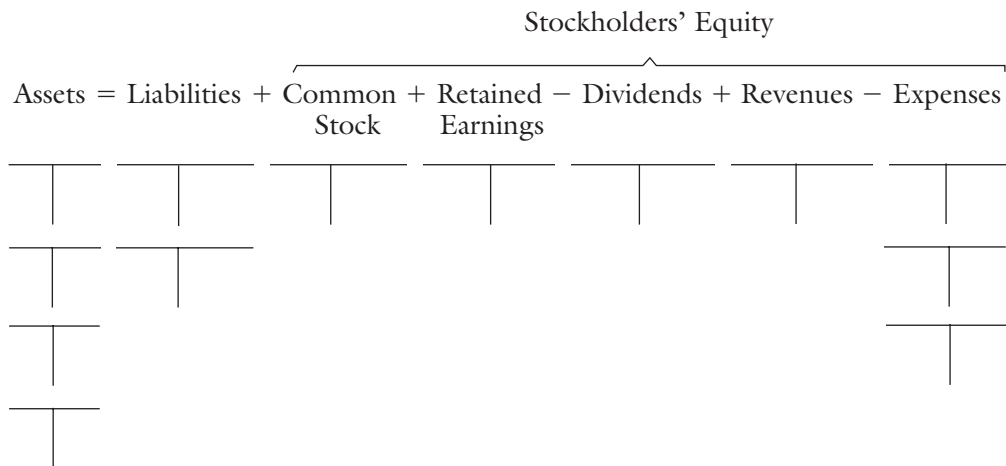 Stockholders’ Equity
Assets = Liabilities + Common + Retained − Dividends + Revenues − Expenses
Stock Earnings